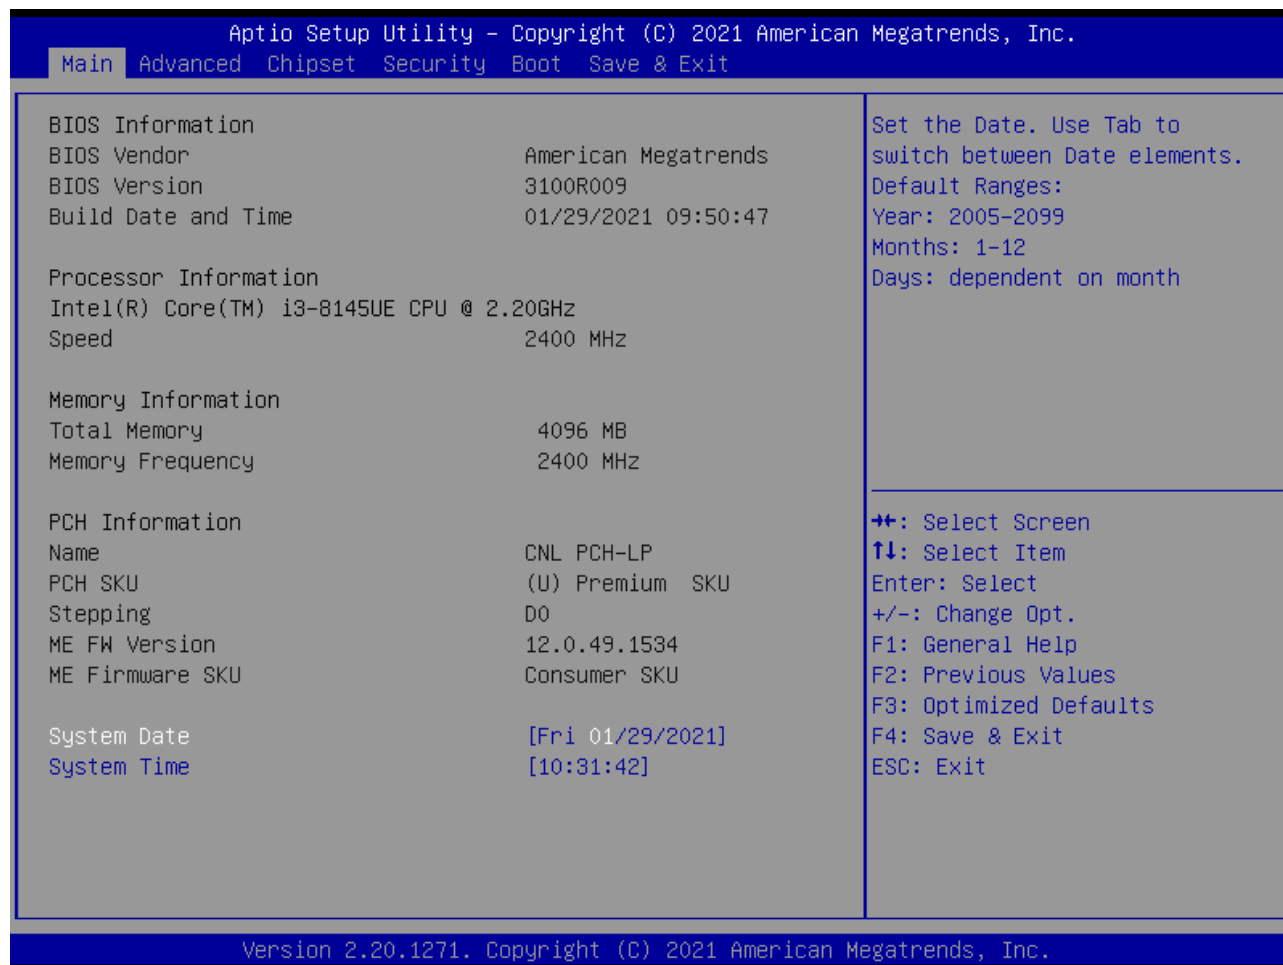 Aptio Setup Utility – Copyright (C) 2021 American Megatrends, Inc.
Main Advanced Chipset Security Boot Save & Exit
BIOS Information
BIOS Vendor American Megatrends
BIOS Version 3100R009
Build Date and Time 01/29/2021 09:50:47
Processor Information
Intel(R) Core(TM) i3-8145UE CPU @ 2.20GHz
Speed 2400 MHz
Memory Information
Total Memory 4096 MB
Memory Frequency 2400 MHz
PCH Information
Name CNL PCH-LP
PCH SKU (U) Premium SKU
Stepping D0
ME FW Version 12.0.49.1534
ME Firmware SKU Consumer SKU
System Date [Fri 01/29/2021]
System Time [10:31:42]
Set the Date. Use Tab to
switch between Date elements.
Default Ranges:
Year: 2005-2099
Months: 1-12
Days: dependent on month
→←: Select Screen
↑↓: Select Item
Enter: Select
+/-: Change Opt.
F1: General Help
F2: Previous Values
F3: Optimized Defaults
F4: Save & Exit
ESC: Exit
Version 2.20.1271. Copyright (C) 2021 American Megatrends, Inc.